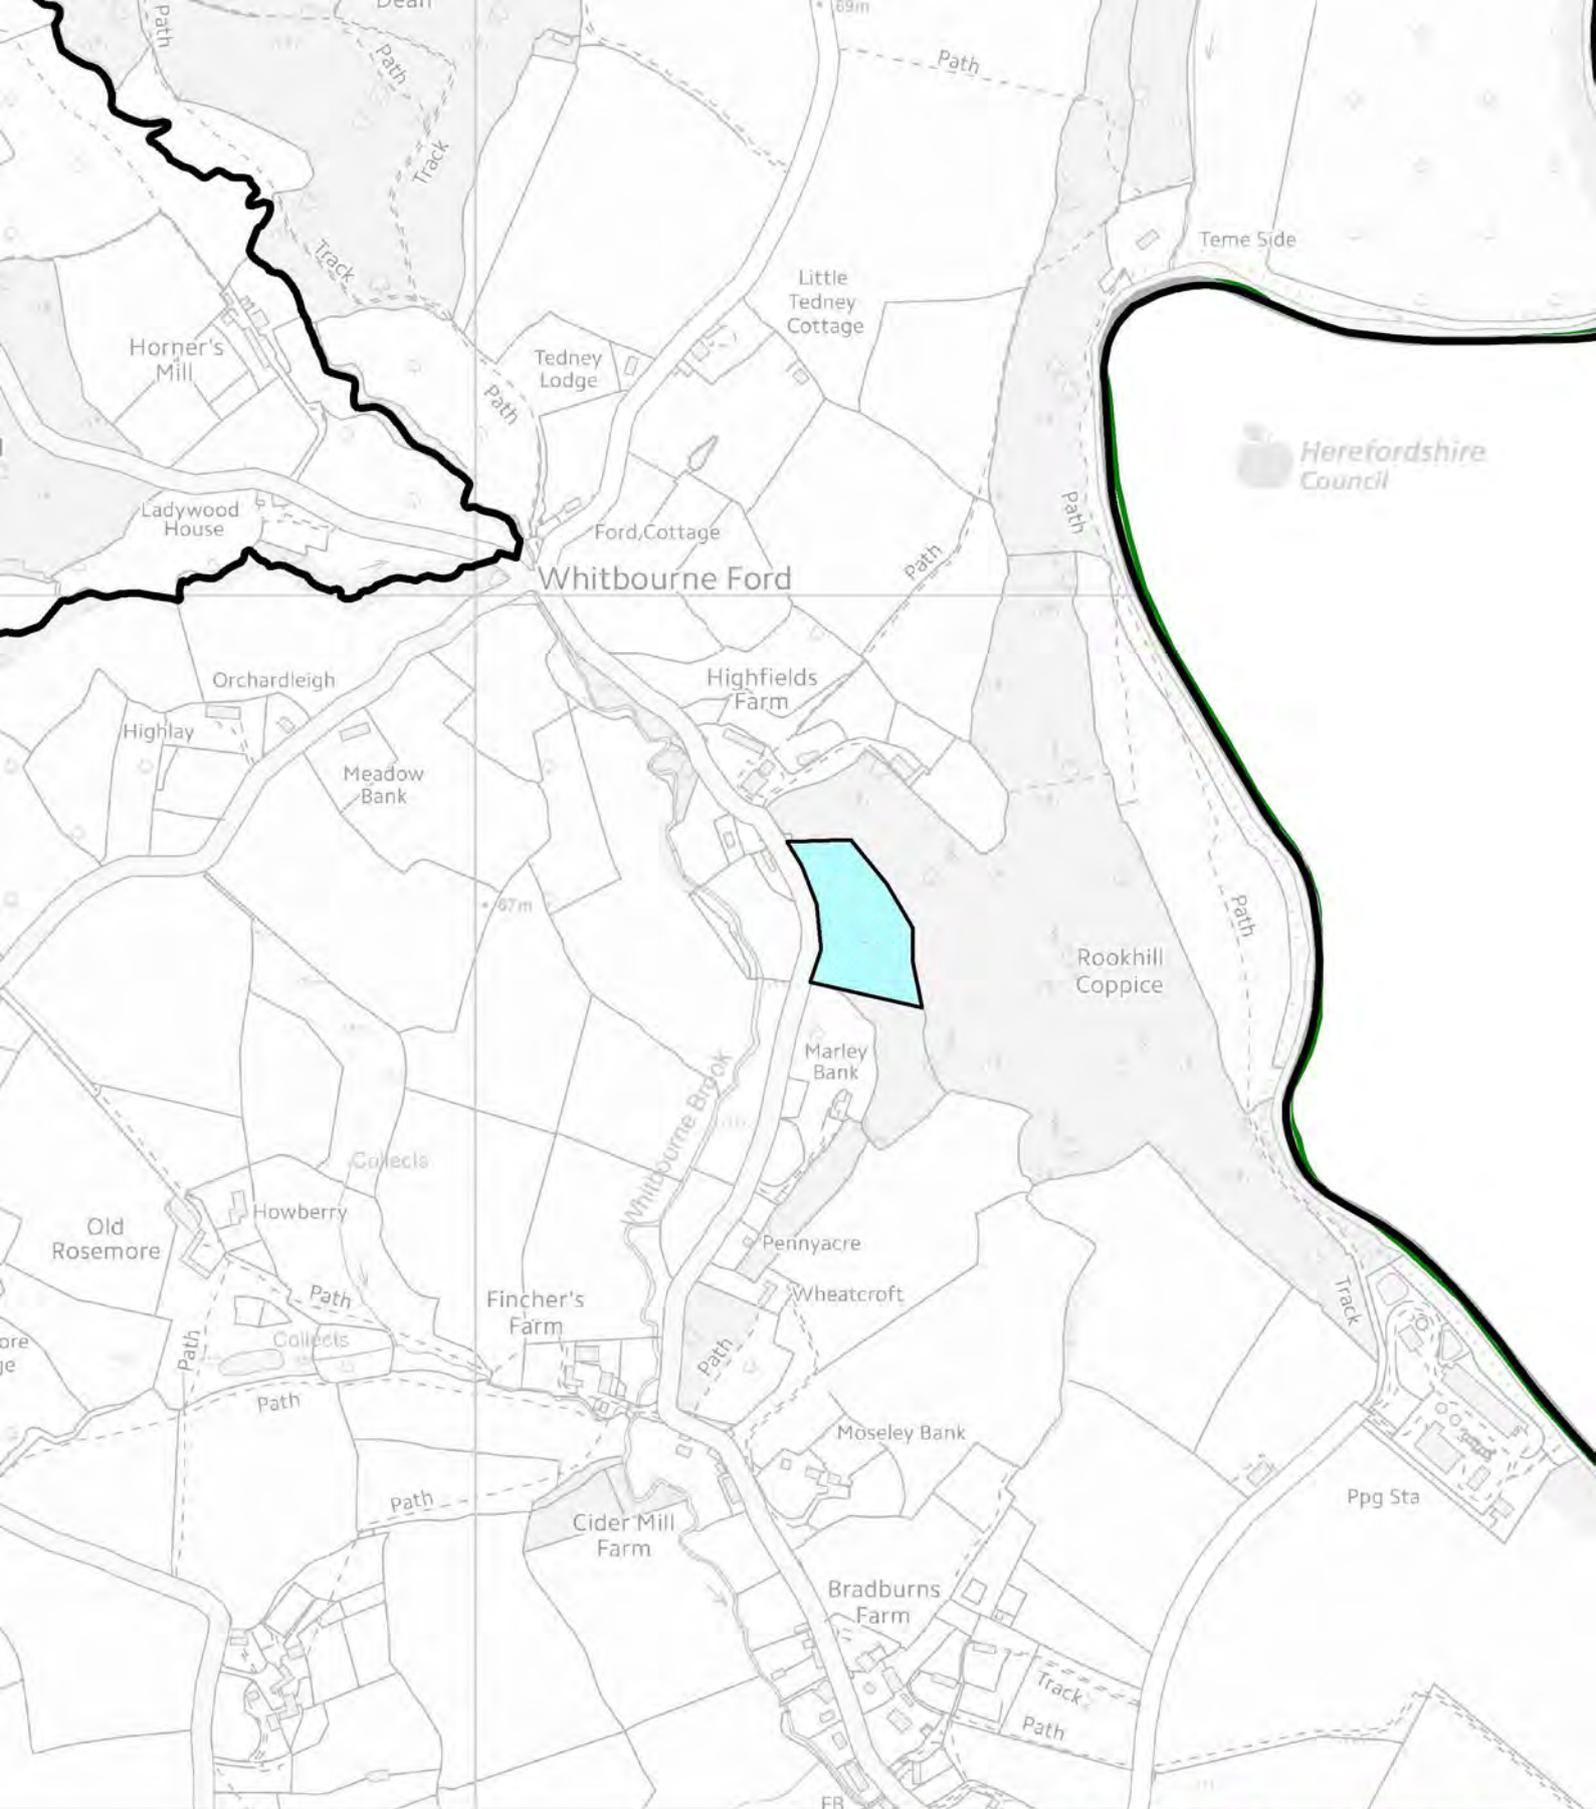 Dean
69m
Path
Path
Path
Track
Track
Teme Side
Little
Tedney
Cottage
Horner's
Mill
Tedney
Lodge
Path
Herefordshire
Council
Path
Ladywood
House
Ford Cottage
Path
Whitbourne Ford
Orchardleigh
Highfields
Farm
Highlay
Meadow
Bank
67m
Path
Rookhill
Coppice
Marley
Bank
Whitbourne Brook
Collects
Howberry
Old
Rosemore
Pennyacre
Path
Fincher's
Farm
Wheatcroft
Track
Collects
Path
Path
ore
ge
Path
Moseley Bank
Path
Ppg Sta
Cider Mill
Farm
Bradburns
Farm
Track
Path
FB